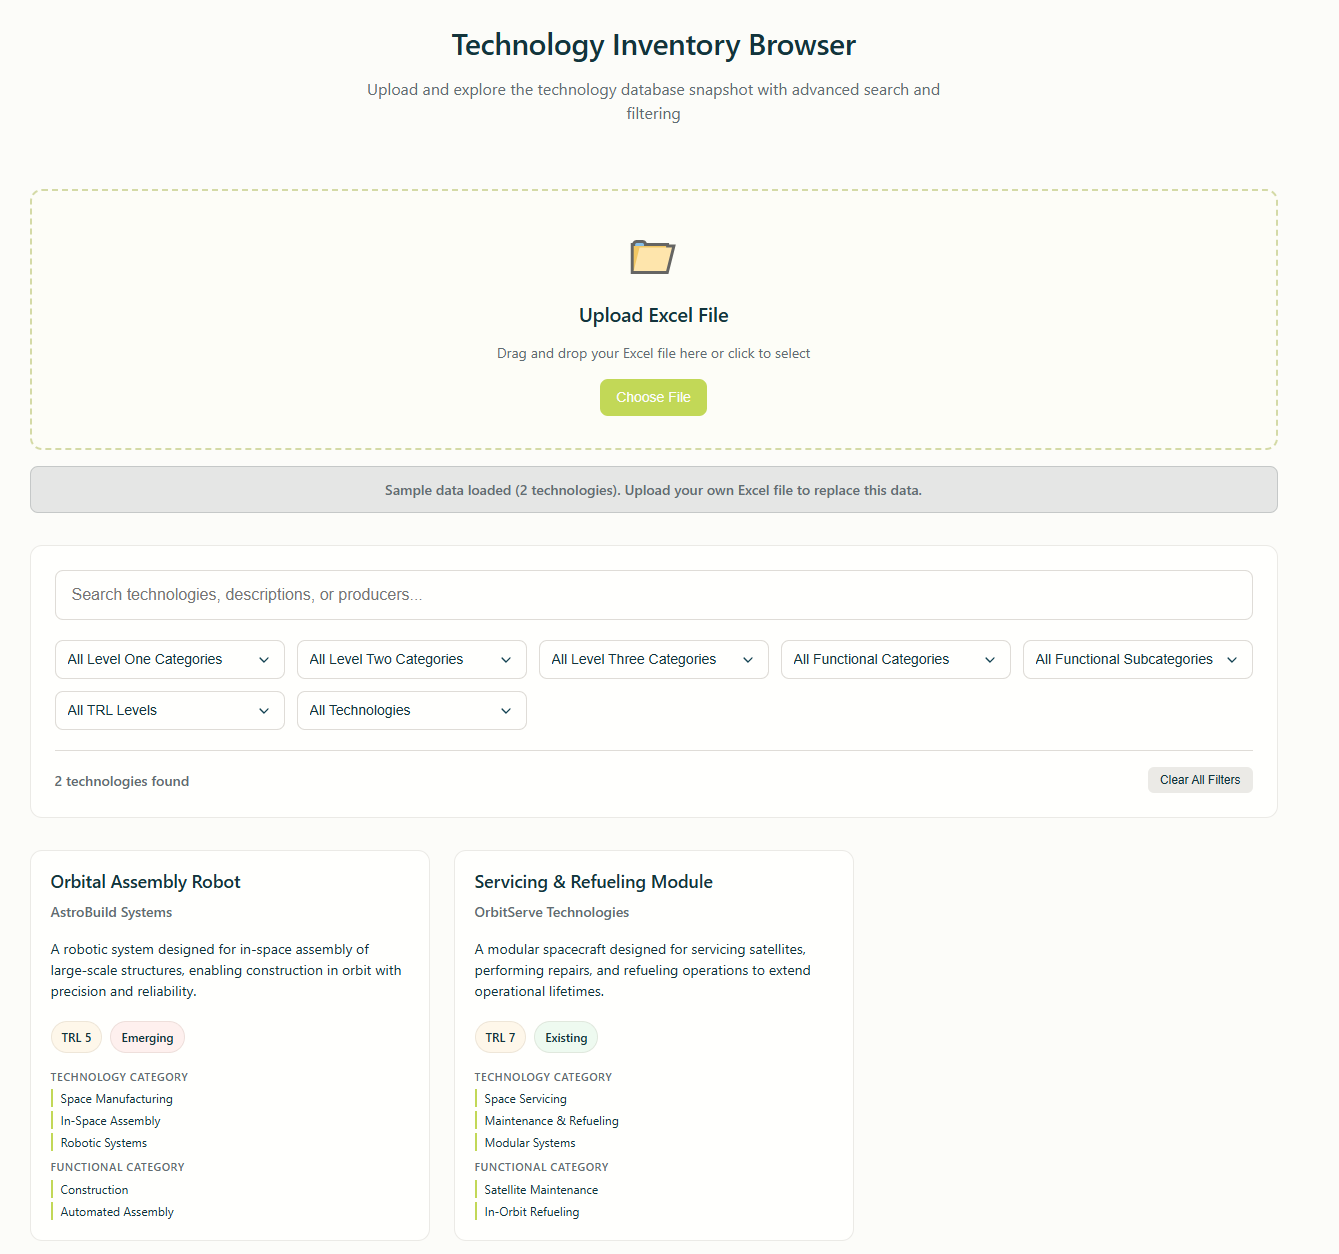 Technology Inventory Browser
Upload and explore the technology database snapshot with advanced search and
filtering
Upload Excel File
Drag and drop your Excel file here or click to select
Choose File
Sample data loaded (2 technologies). Upload your own Excel file to replace this data.
Search technologies, descriptions, or producers...
All Level One Categories
All Level Two Categories
All Level Three Categories
All Functional Categories
All Functional Subcategories
All TRL Levels
All Technologies
2 technologies found
Clear All Filters
Orbital Assembly Robot
AstroBuild Systems
A robotic system designed for in-space assembly of
large-scale structures, enabling construction in orbit with
precision and reliability.
TRL 5
Emerging
TECHNOLOGY CATEGORY
Space Manufacturing
In-Space Assembly
Robotic Systems
FUNCTIONAL CATEGORY
Construction
Automated Assembly
Servicing & Refueling Module
OrbitServe Technologies
A modular spacecraft designed for servicing satellites,
performing repairs, and refueling operations to extend
operational lifetimes.
TRL 7
Existing
TECHNOLOGY CATEGORY
Space Servicing
Maintenance & Refueling
Modular Systems
FUNCTIONAL CATEGORY
Satellite Maintenance
In-Orbit Refueling